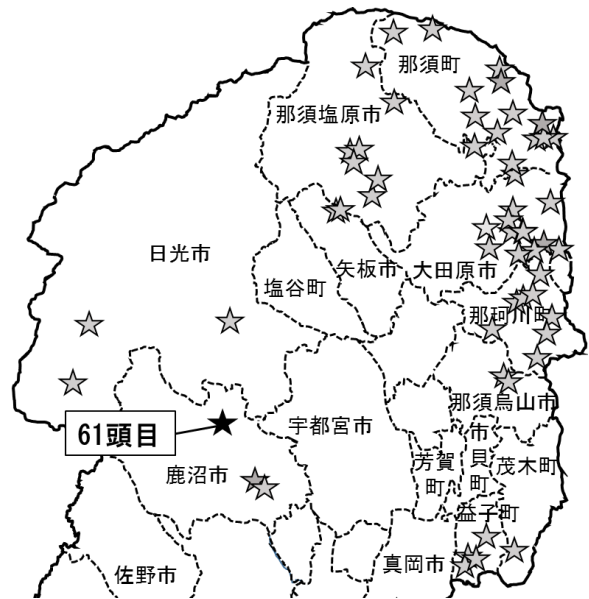 那須町
那須塩原市
日光市
矢板市
大田原市
塩谷町
那珂川町
那須烏山市
61頭目
宇都宮市
市貝町
芳賀町
茂木町
鹿沼市
益子町
真岡市
佐野市